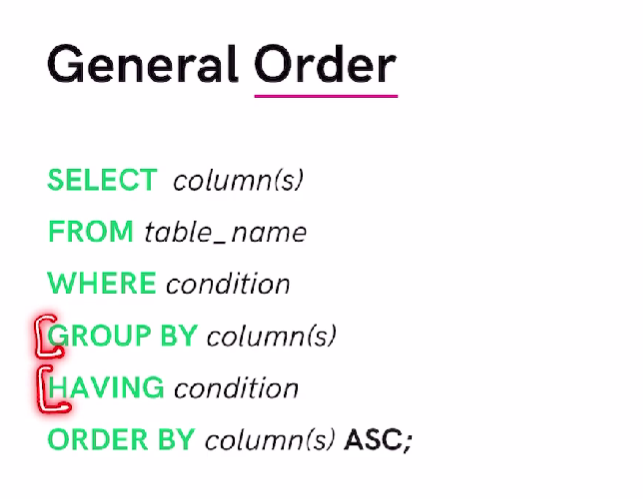 General Order
SELECT column(s)
FROM table_name
WHERE condition
GROUP BY column(s)
HAVING condition
ORDER BY column(s) ASC;